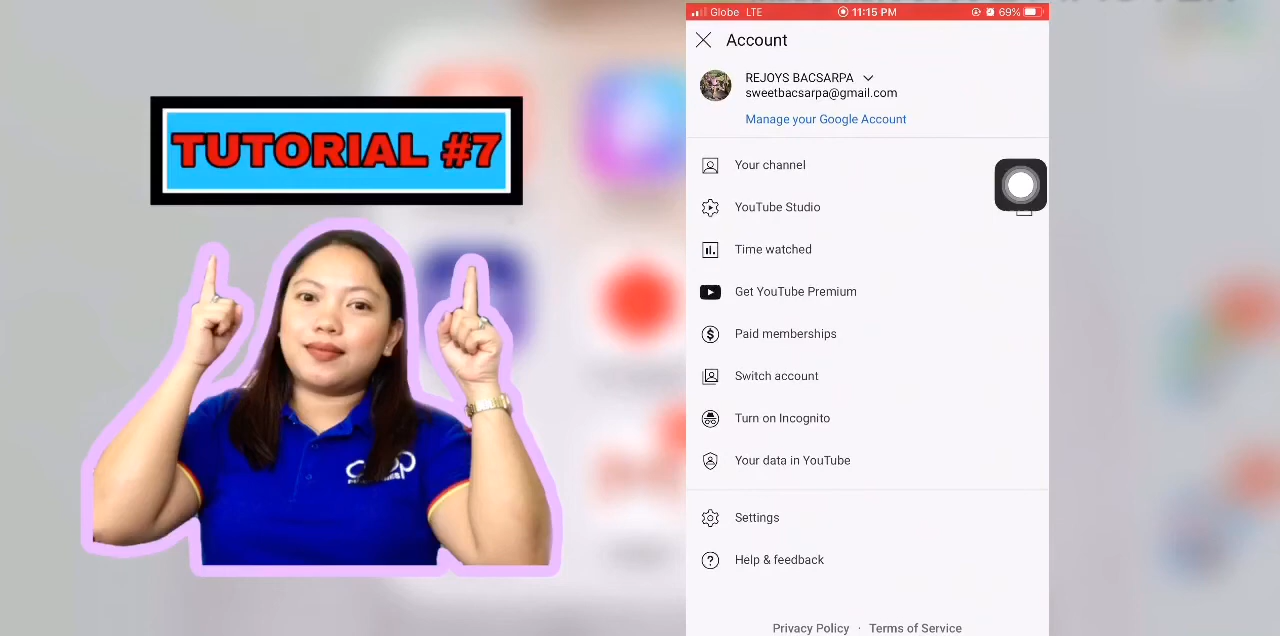 TUTORIAL #7
Globe LTE
11:15 PM
69%
Account
REJOYS BACSARPA
sweetbacsarpa@gmail.com
Manage your Google Account
Your channel
YouTube Studio
Time watched
Get YouTube Premium
Paid memberships
Switch account
Turn on Incogito
Your data in YouTube
Settings
Help & feedback
Privacy Policy · Terms of Service